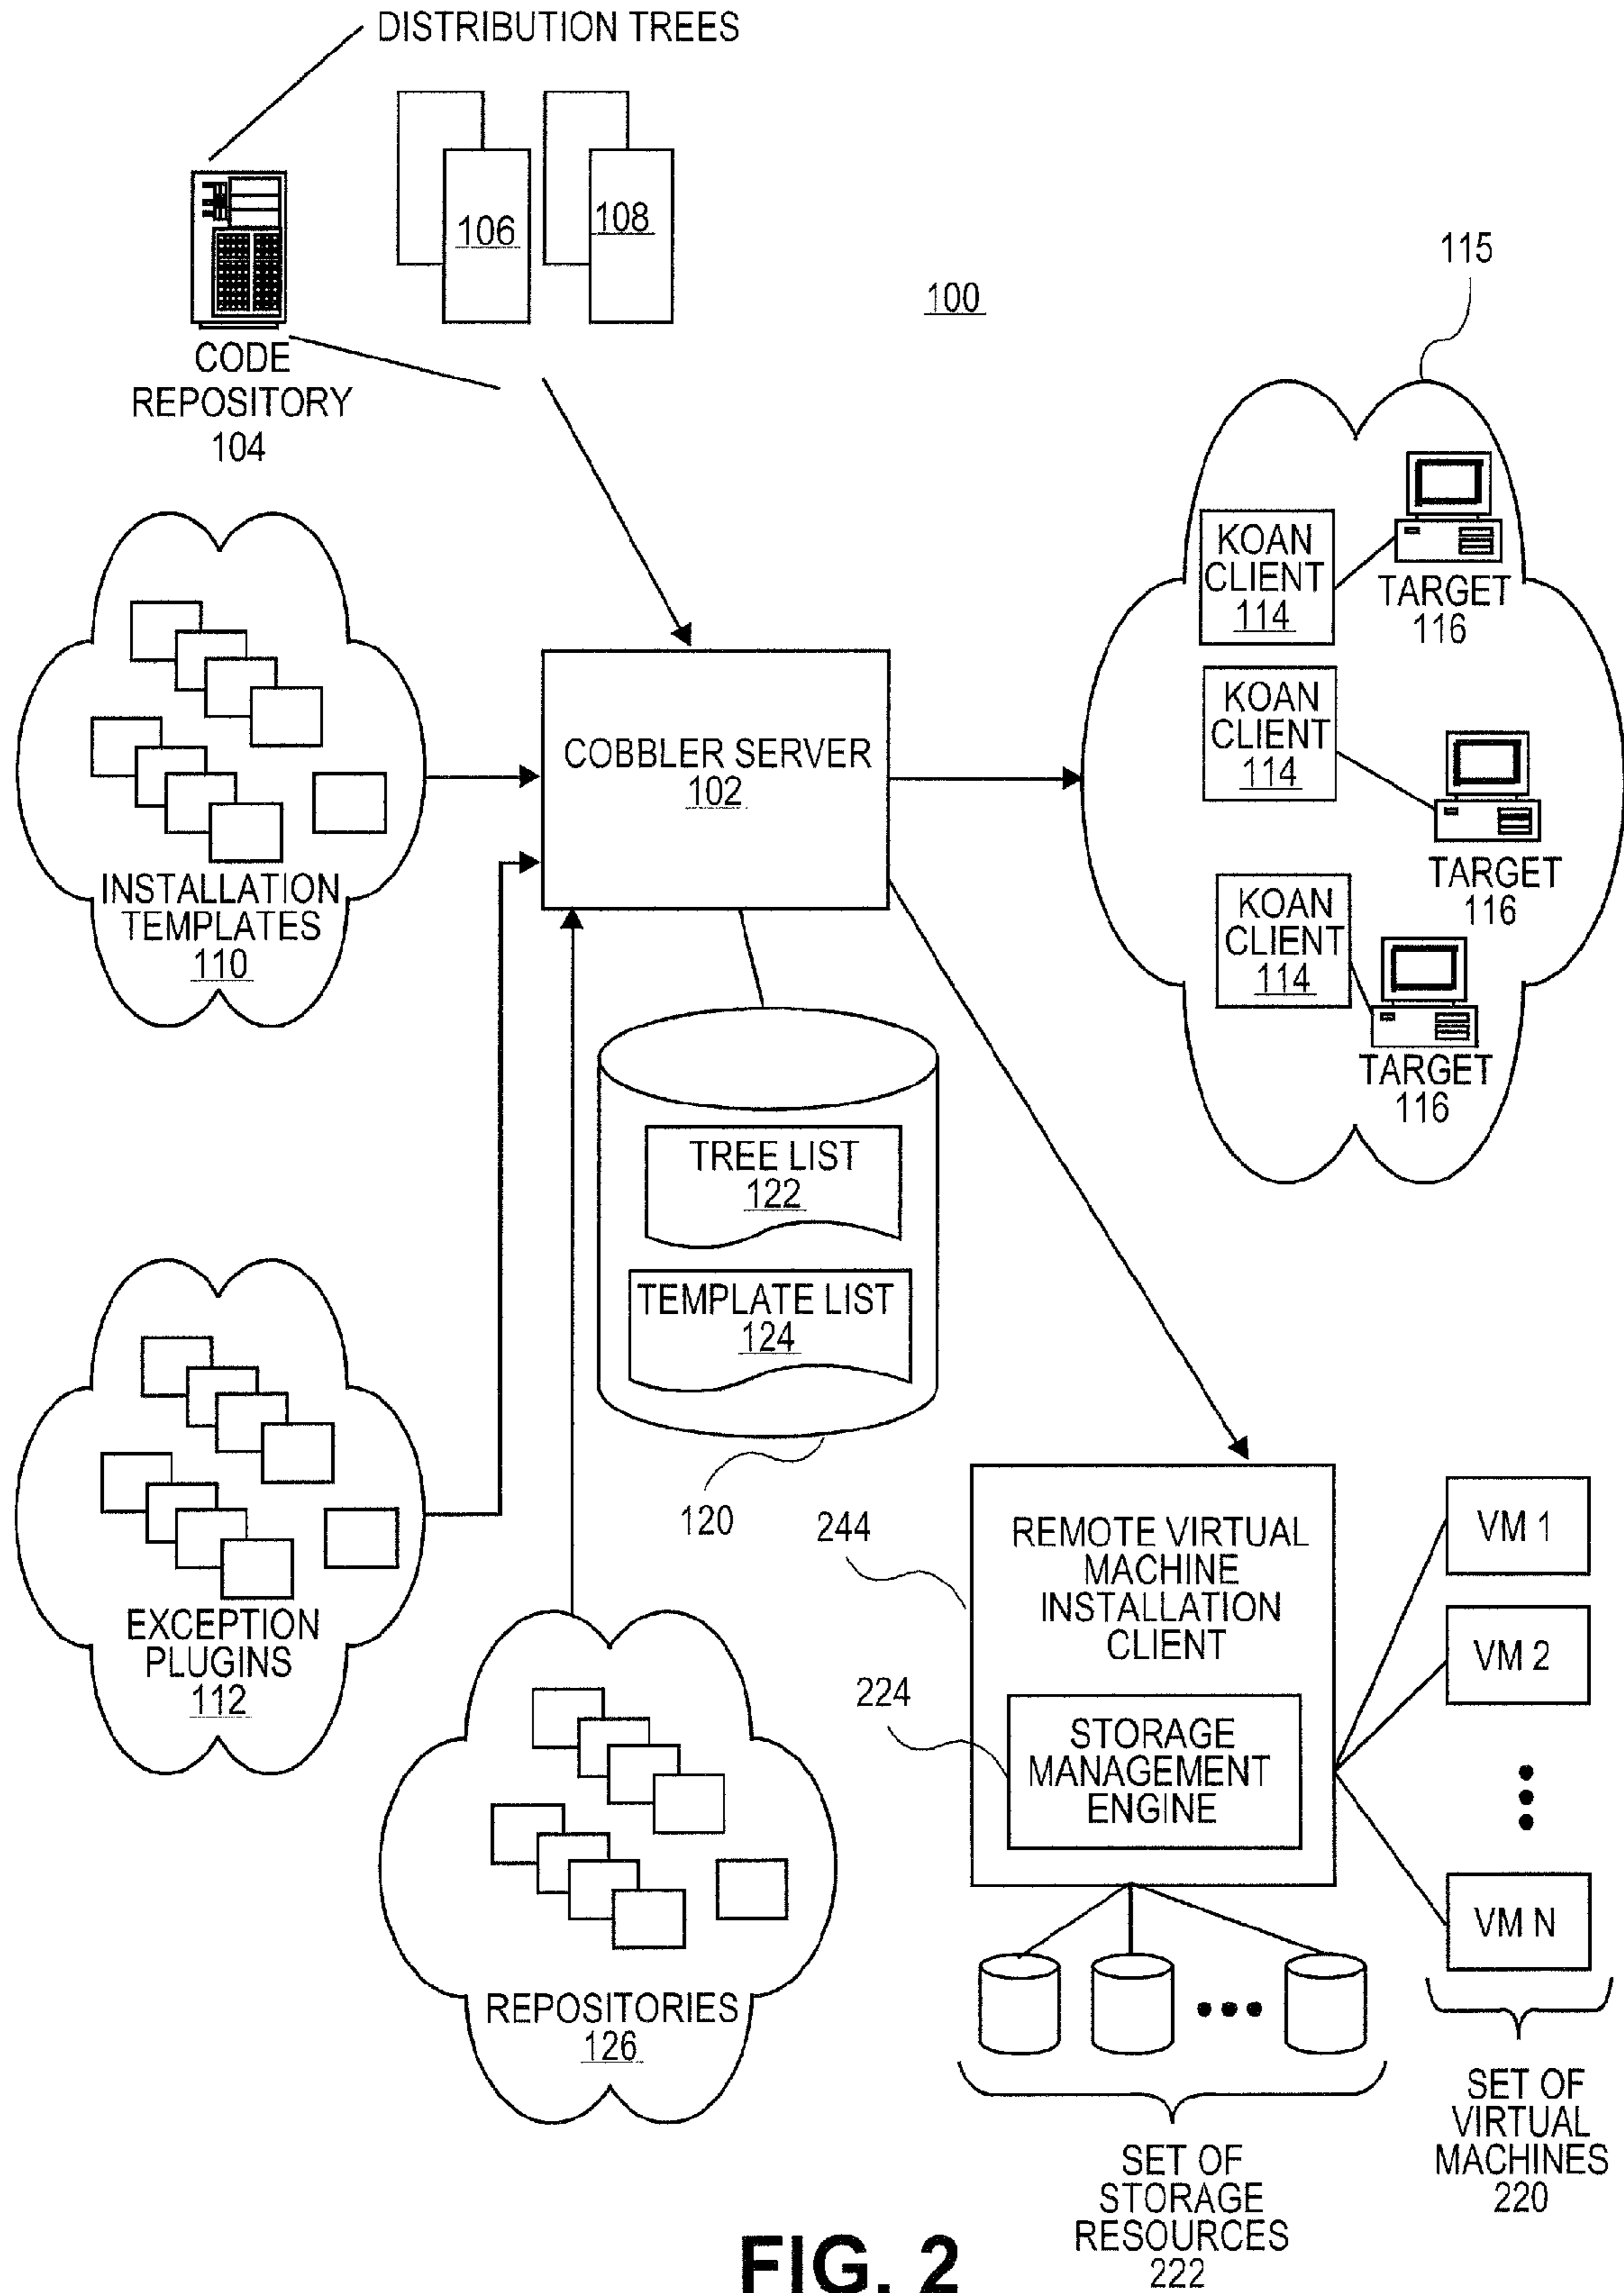 DISTRIBUTION TREES
106
108
CODE
REPOSITORY
104
100
115
KOAN
CLIENT
114
TARGET
116
KOAN
CLIENT
114
TARGET
116
KOAN
CLIENT
114
TARGET
116
COBBLER SERVER
102
INSTALLATION
TEMPLATES
110
TREE LIST
122
TEMPLATE LIST
124
120
EXCEPTION
PLUGINS
112
REPOSITORIES
126
244
REMOTE VIRTUAL
MACHINE
INSTALLATION
CLIENT
224
STORAGE
MANAGEMENT
ENGINE
VM 1
VM 2
VM N
SET OF
STORAGE
RESOURCES
222
SET OF
VIRTUAL
MACHINES
220
FIG. 2